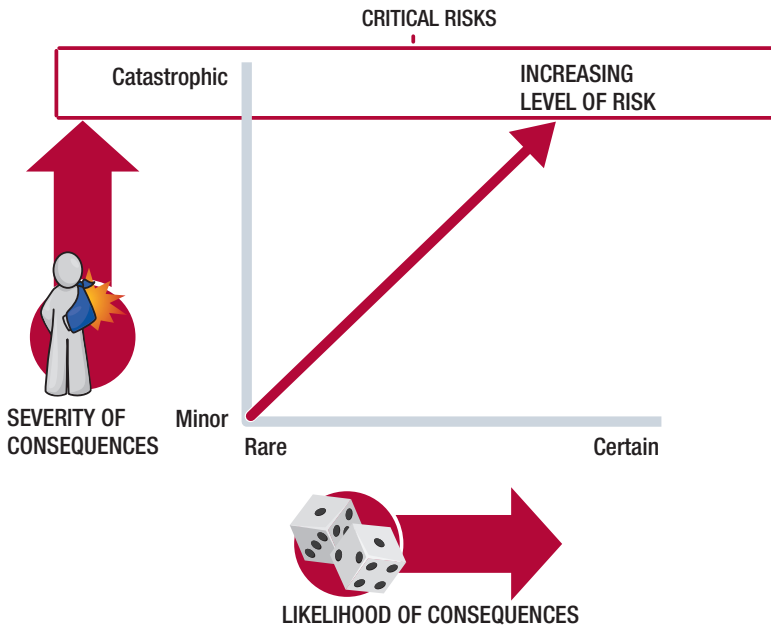 CRITICAL RISKS
Catastrophic
INCREASING
LEVEL OF RISK
SEVERITY OF
CONSEQUENCES
Minor
Rare
Certain
LIKELIHOOD OF CONSEQUENCES